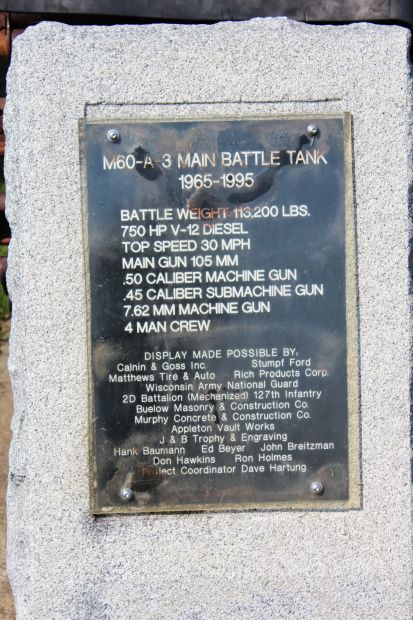 M60-A-3 MAIN BATTLE TANK
1965-1995
BATTLE WEIGHT 113,200 LBS.
750 HP V-12 DIESEL
TOP SPEED 30 MPH
MAIN GUN 105 MM
.50 CALIBER MACHINE GUN
.45 CALIBER SUBMACHINE GUN
7.62 MM MACHINE GUN
4 MAN CREW
DISPLAY MADE POSSIBLE BY:
Calnin & Goss Inc. Stumpf Ford
Matthews Tire & Auto Rich Products Corp.
Wisconsin Army National Guard
2D Battalion (Mechanized) 127th Infantry
Buelow Masonry & Construction Co.
Murphy Concrete & Construction Co.
Appleton Vault Works
J & B Trophy & Engraving
Hank Baumann Ed Beyer John Breitzman
Don Hawkins Ron Holmes
Project Coordinator Dave Hartung